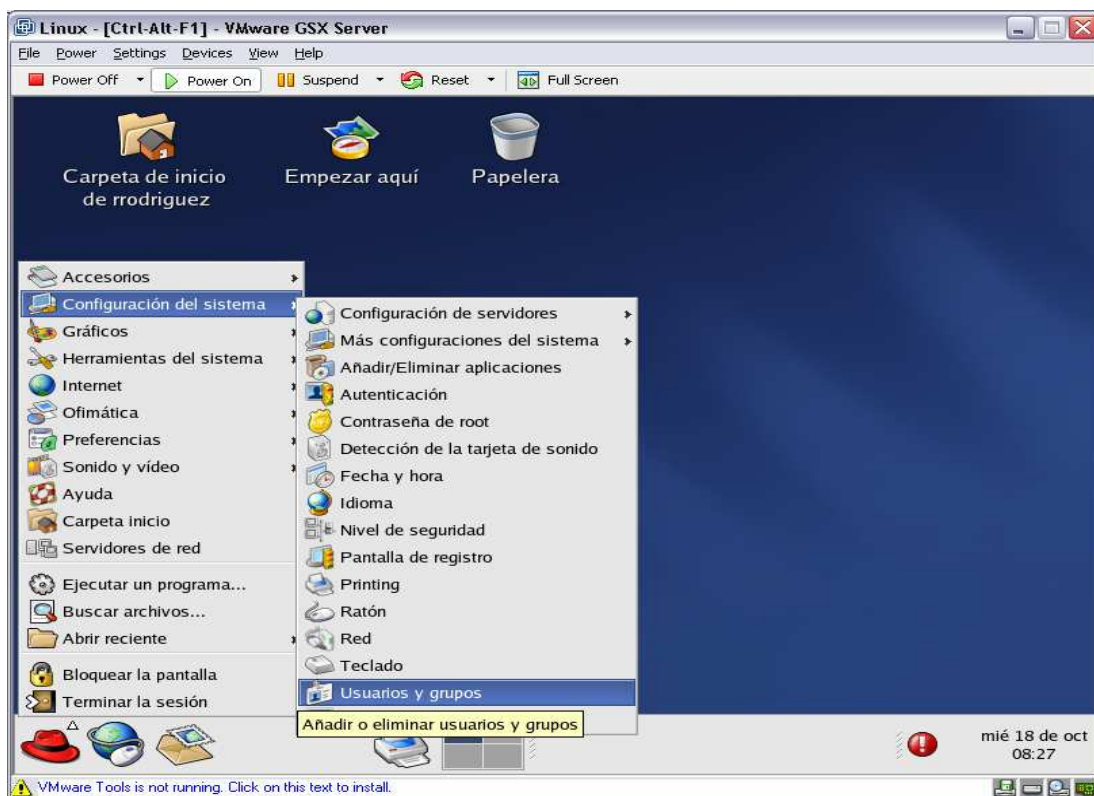 Linux - [Ctrl-Alt-F1] - VMware GSX Server
File Power Settings Devices View Help
Power Off Power On Suspend Reset Full Screen
Carpeta de inicio
de rrodriguez
Empezar aquí
Papelera
Accesorios
Configuración del sistema
Gráficos
Herramientas del sistema
Internet
Ofimática
Preferencias
Sonido y vídeo
Ayuda
Carpeta inicio
Servidores de red
Ejecutar un programa...
Buscar archivos...
Abrir reciente
Bloquear la pantalla
Terminar la sesión
Configuración de servidores
Más configuraciones del sistema
Añadir/Eliminar aplicaciones
Autenticación
Contraseña de root
Detección de la tarjeta de sonido
Fecha y hora
Idioma
Nivel de seguridad
Pantalla de registro
Printing
Ratón
Red
Teclado
Usuarios y grupos
Añadir o eliminar usuarios y grupos
mié 18 de oct
08:27
VMware Tools is not running. Click on this text to install.